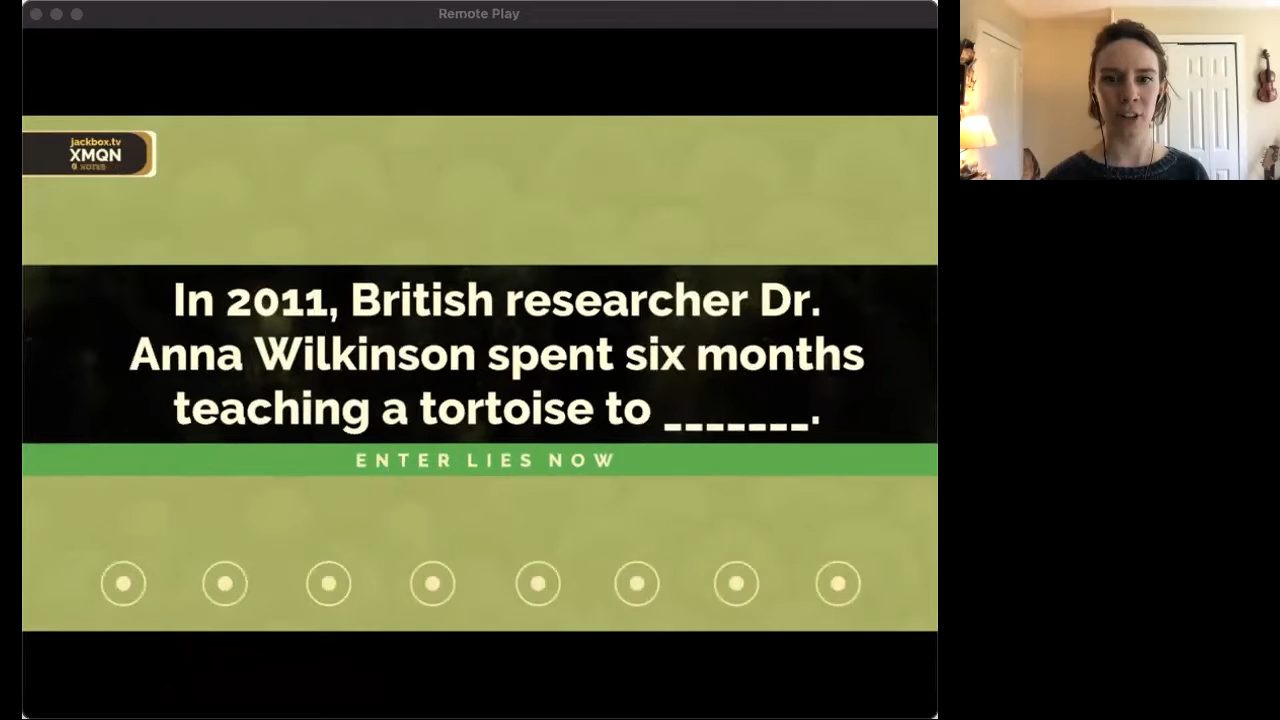 Remote Play
jackbox.tv
XMQN
In 2011, British researcher Dr.
Anna Wilkinson spent six months
teaching a tortoise to _______.
ENTER LIES NOW